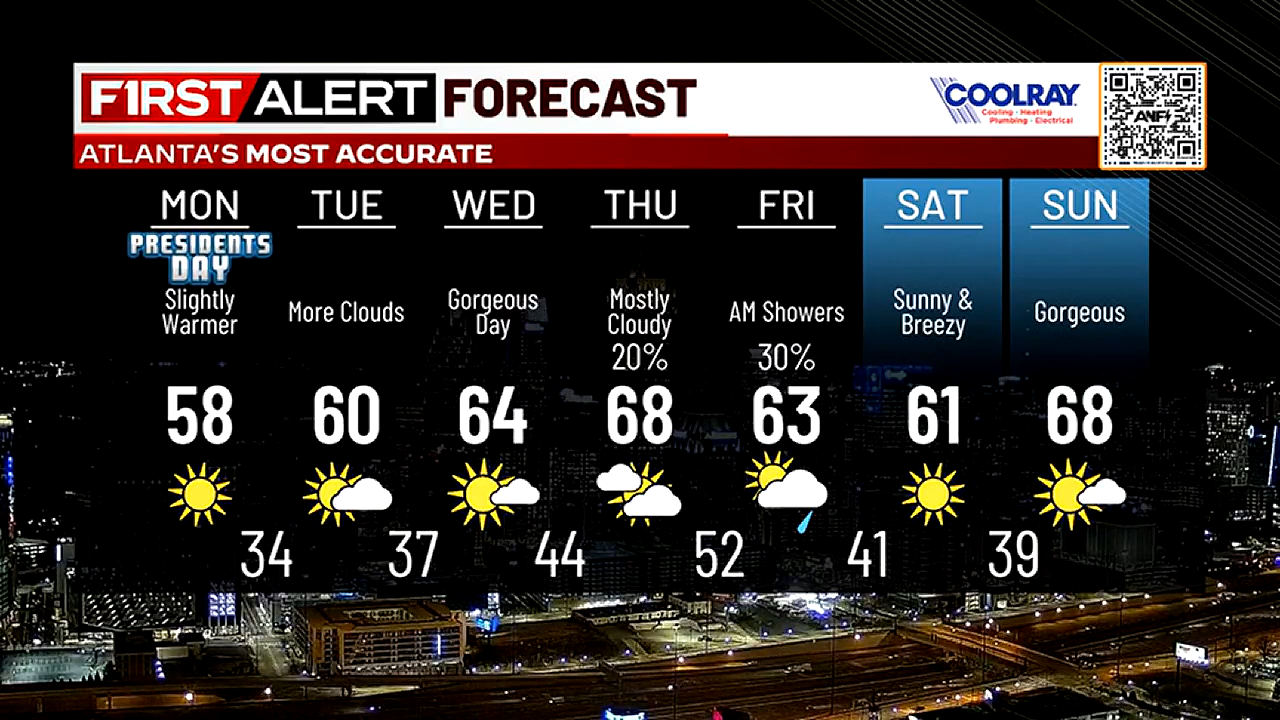 F1RST ALERT FORECAST
COOLRAY
Cooling · Heating
Plumbing · Electrical
ANF
ATLANTA'S MOST ACCURATE
MON TUE WED THU FRI SAT SUN
PRESIDENTS
DAY
Slightly
Warmer
More Clouds
Gorgeous
Day
Mostly
Cloudy
AM Showers
Sunny &
Breezy
Gorgeous
20% 30%
58 60 64 68 63 61 68
34 37 44 52 41 39